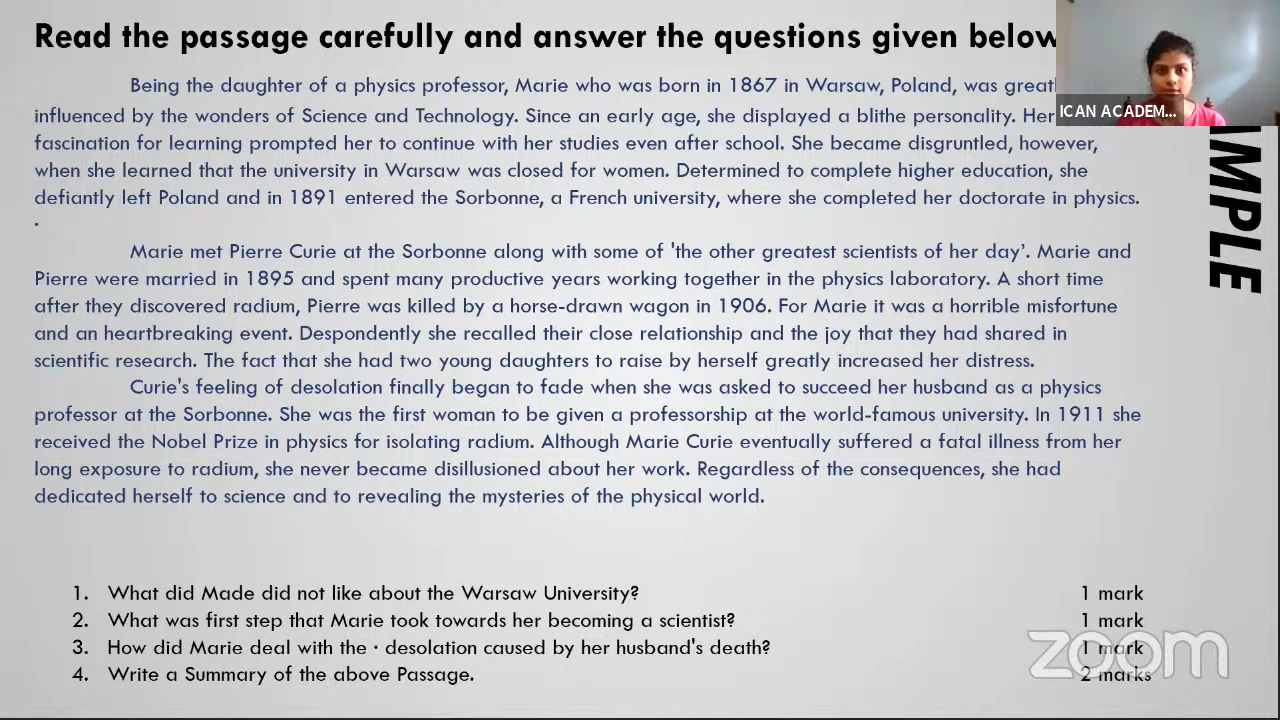 Read the passage carefully and answer the questions given below
Being the daughter of a physics professor, Marie who was born in 1867 in Warsaw, Poland, was
influenced by the wonders of Science and Tachnology. Since an early age, she displayed a blithe personality. Her
fascination for learning prompted her to continue with her studies even after school. She became disgruntled, however,
when she learned that the university in Warsaw was closed for women. Determined to complete higher education, she
defiantly left Poland and in 1891 entered the Sorbonne, a French university, where she completed her doctorate in physics.
.
Marie met Pierre Curie at the Sorbonne along with some of 'the other greatest scientists of her day'. Marie and
Pierre were married in 1895 and spent many productive years working together in the physics laboratory. A short time
after they discovered radium, Pierre was killed by a horse-drawn wagon in 1906. For Marie it was a horrible misfortune
and an heartbreaking event. Despondently she recalled their close relationship and the joy that they had shared in
scientific research. The fact that she had two young daughters to raise by herself greatly increased her distress.
Curie's feeling of desolation finally began to fade when she was asked to succeed her husband as a physics
professor at the Sorbonne. She was the first woman to be given a professorship at the world-famous university. In 1911 she
received the Nobel Prize in physics for isolating radium. Although Marie Curie eventually suffered a fatal illness from her
long exposure to radium, she never became disillusioned about her work. Regardless of the consequences, she had
dedicated herself to science and to revealing the mysteries of the physical world.
1. What did Made did not like about the Warsaw University? 1 mark
2. What was first step that Marie took towards her becoming a scientist? 1 mark
3. How did Marie deal with the · desolation caused by her husband's death? 1 mark
4. Write a Summary of the above Passage. 2 marks
ICAN ACADEM...
AMPLE
zoom